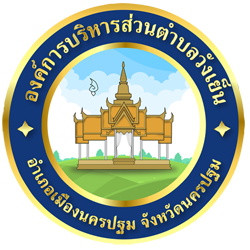 องค์การบริหารส่วนตำบลวังเย็น
อำเภอเมืองนครปฐม จังหวัดนครปฐม